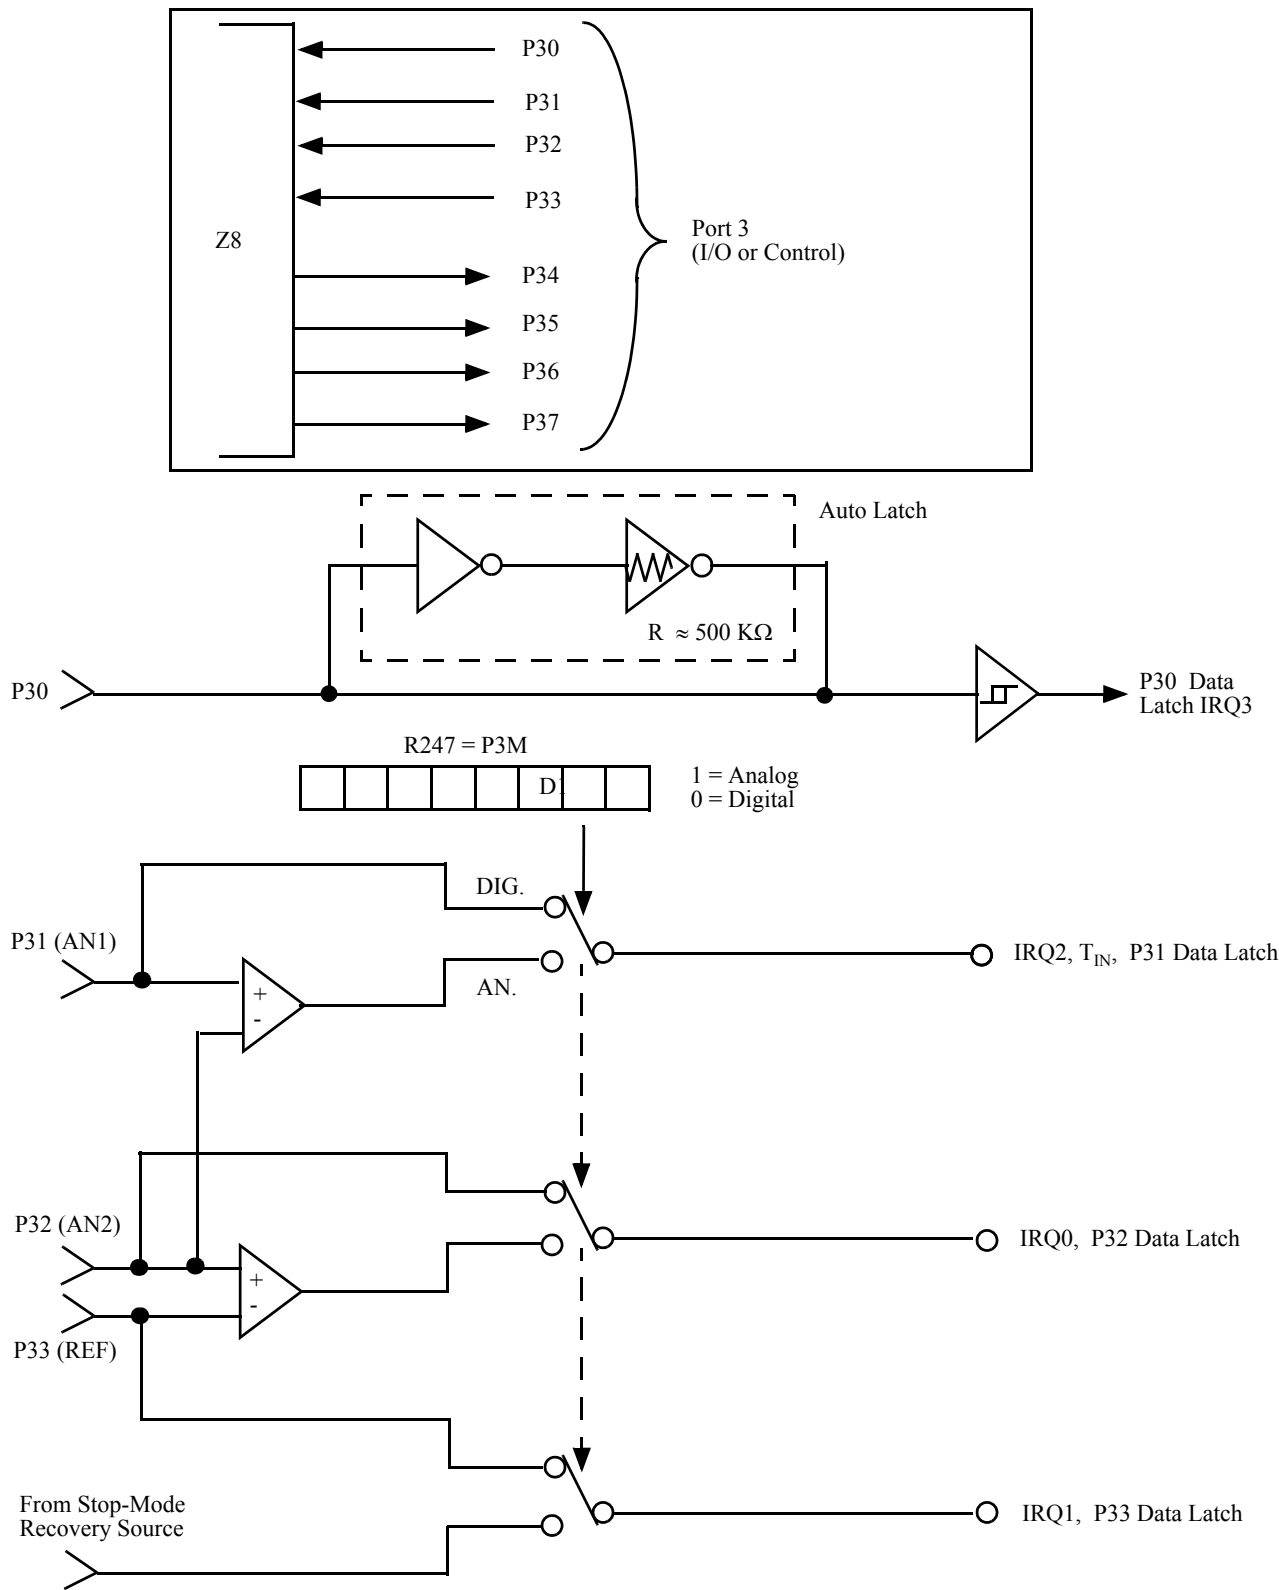 P30
P31
P32
P33
Z8
Port 3
(I/O or Control)
P34
P35
P36
P37
Auto Latch
R ≈ 500 KΩ
P30
P30 Data
Latch IRQ3
R247 = P3M
D1
1 = Analog
0 = Digital
DIG.
P31 (AN1)
IRQ2, TIN, P31 Data Latch
AN.
+
-
P32 (AN2)
IRQ0, P32 Data Latch
+
-
P33 (REF)
From Stop-Mode
Recovery Source
IRQ1, P33 Data Latch